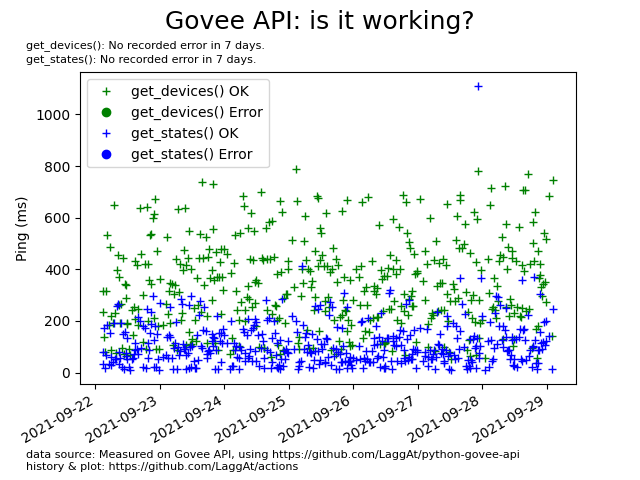 Govee API: is it working?
get_devices(): No recorded error in 7 days.
get_states(): No recorded error in 7 days.
get_devices() OK
get_devices() Error
get_states() OK
get_states() Error
Ping (ms)
1000
800
600
400
200
0
2021-09-22
2021-09-23
2021-09-24
2021-09-25
2021-09-26
2021-09-27
2021-09-28
2021-09-29
data source: Measured on Govee API, using https://github.com/LaggAt/python-govee-api
history & plot: https://github.com/LaggAt/actions